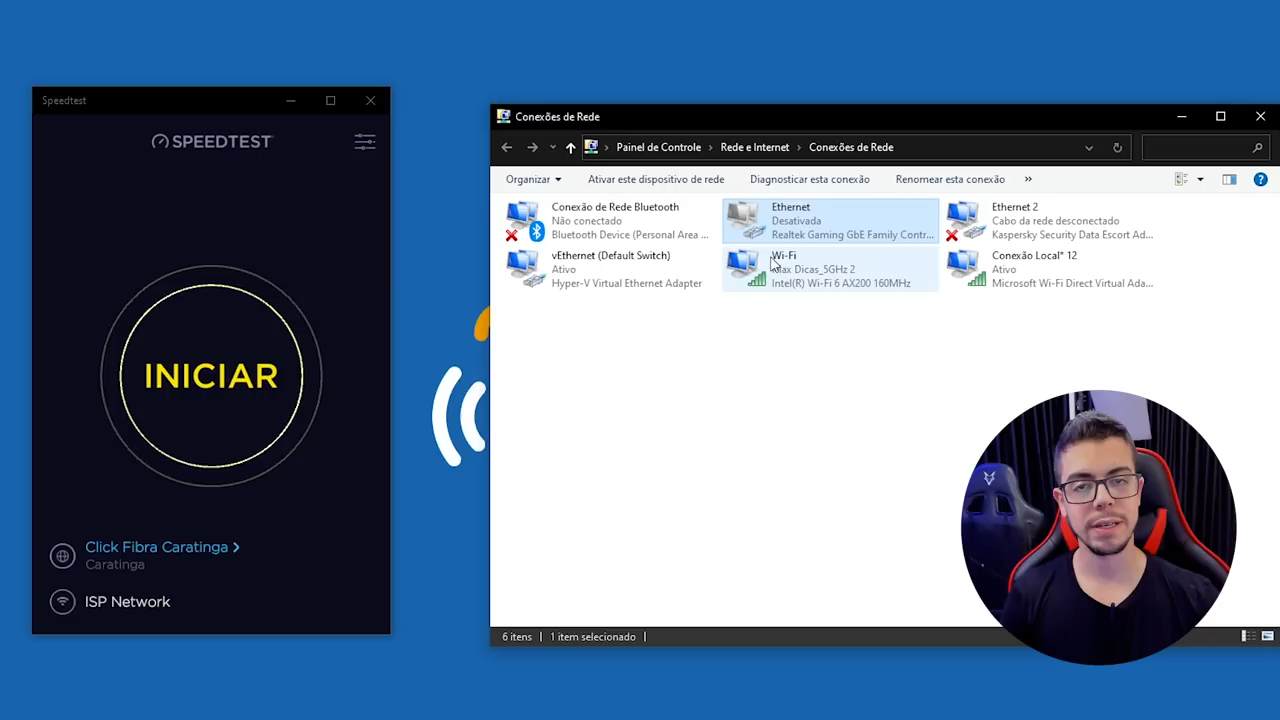 Speedtest
SPEEDTEST
INICIAR
Click Fibra Caratinga
Caratinga
ISP Network
Conexões de Rede
Painel de Controle
Rede e Internet
Conexões de Rede
Organizar
Ativar este dispositivo de rede
Diagnosticar esta conexão
Renomear esta conexão
»
Conexão de Rede Bluetooth
Não conectado
Bluetooth Device (Personal Area ...
Ethernet
Desativada
Realtek Gaming GbE Family Contr...
Ethernet 2
Cabo da rede desconectado
Kaspersky Security Data Escort Ad...
vEthernet (Default Switch)
Ativo
Hyper-V Virtual Ethernet Adapter
Wi-Fi
Max Dicas_5GHz 2
Intel(R) Wi-Fi 6 AX200 160MHz
Conexão Local* 12
Ativo
Microsoft Wi-Fi Direct Virtual Ada...
6 itens
1 item selecionado